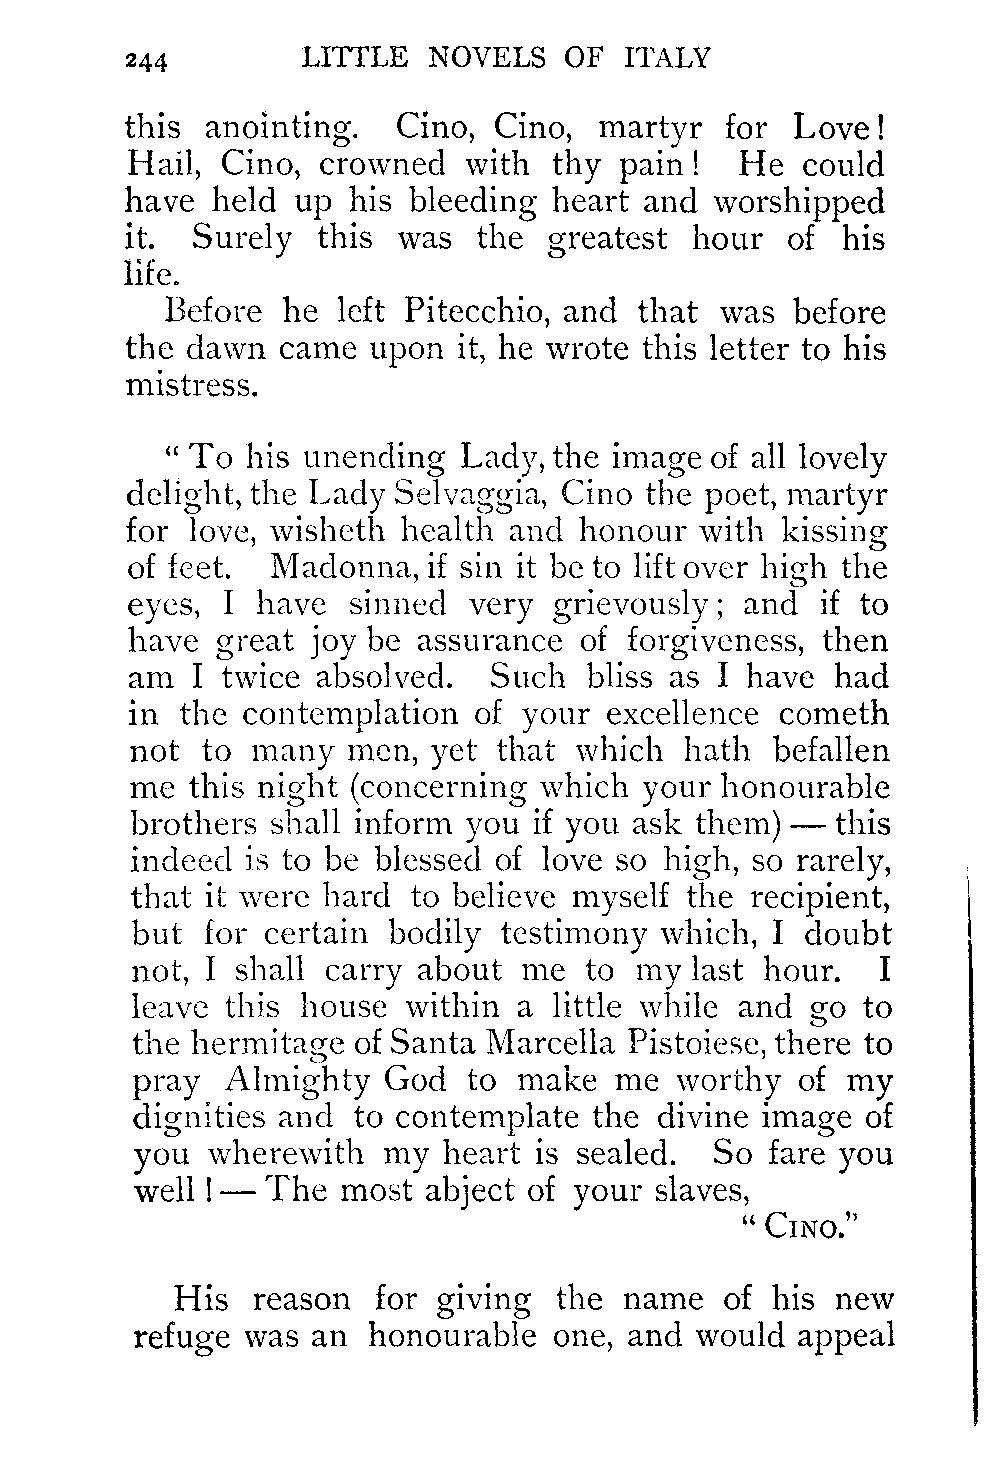 244 LITTLE NOVELS OF ITALY
this anointing. Cino, Cino, martyr for Love!
Hail, Cino, crowned with thy pain! He could
have held up his bleeding heart and worshipped
it. Surely this was the greatest hour of his
life.
Before he left Pitecchio, and that was before
the dawn came upon it, he wrote this letter to his
mistress.
“To his unending Lady, the image of all lovely
delight, the Lady Selvaggia, Cino the poet, martyr
for love, wisheth health and honour with kissing
of feet. Madonna, if sin it be to lift over high the
eyes, I have sinned very grievously; and if to
have great joy be assurance of forgiveness, then
am I twice absolved. Such bliss as I have had
in the contemplation of your excellence cometh
not to many men, yet that which hath befallen
me this night (concerning which your honourable
brothers shall inform you if you ask them) — this
indeed is to be blessed of love so high, so rarely,
that it were hard to believe myself the recipient,
but for certain bodily testimony which, I doubt
not, I shall carry about me to my last hour. I
leave this house within a little while and go to
the hermitage of Santa Marcella Pistoiese, there to
pray Almighty God to make me worthy of my
dignities and to contemplate the divine image of
you wherewith my heart is sealed. So fare you
well! — The most abject of your slaves,
“CINO.”
His reason for giving the name of his new
refuge was an honourable one, and would appeal